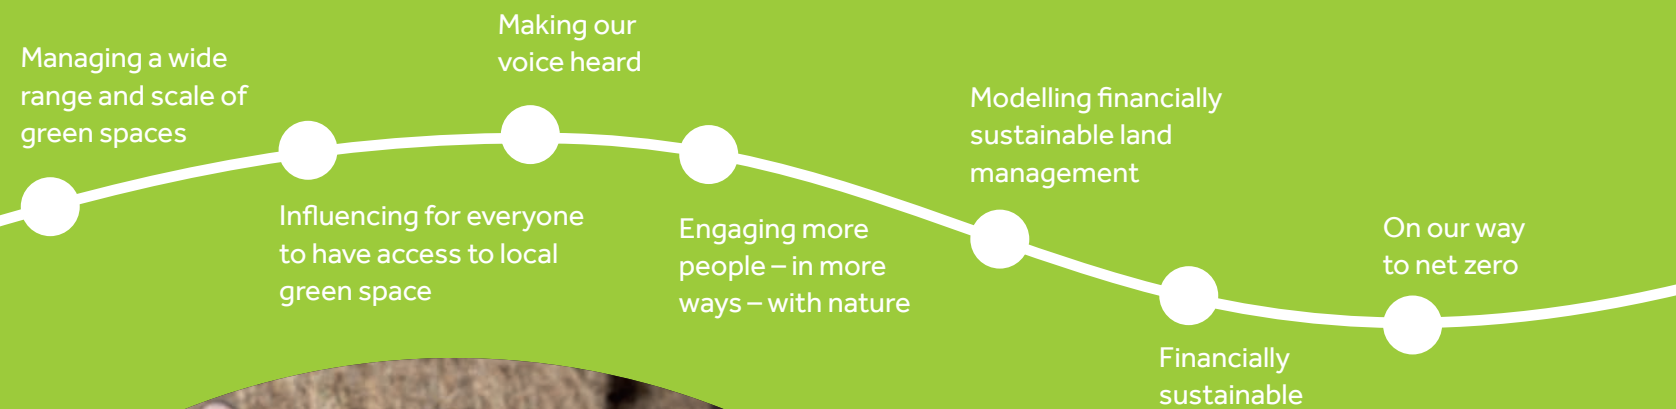 Managing a wide
range and scale of
green spaces
Influencing for everyone
to have access to local
green space
Making our
voice heard
Engaging more
people – in more
ways – with nature
Modelling financially
sustainable land
management
Financially
sustainable
On our way
to net zero